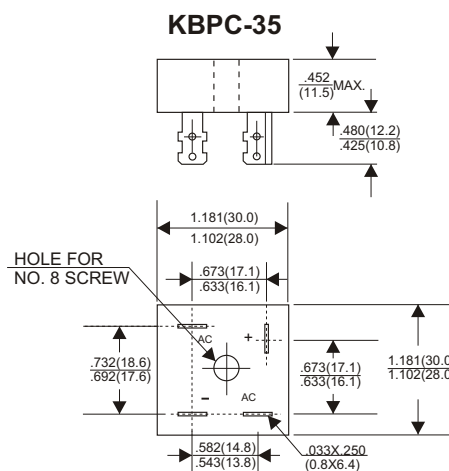 KBPC-35
.452
(11.5)
MAX.
.480(12.2)
.425(10.8)
1.181(30.0)
1.102(28.0)
HOLE FOR
NO. 8 SCREW
.673(17.1)
.633(16.1)
AC
+
.732(18.6)
.692(17.6)
.673(17.1)
.633(16.1)
1.181(30.0
1.102(28.0
-
AC
.582(14.8)
.543(13.8)
.033X.250
(0.8X6.4)